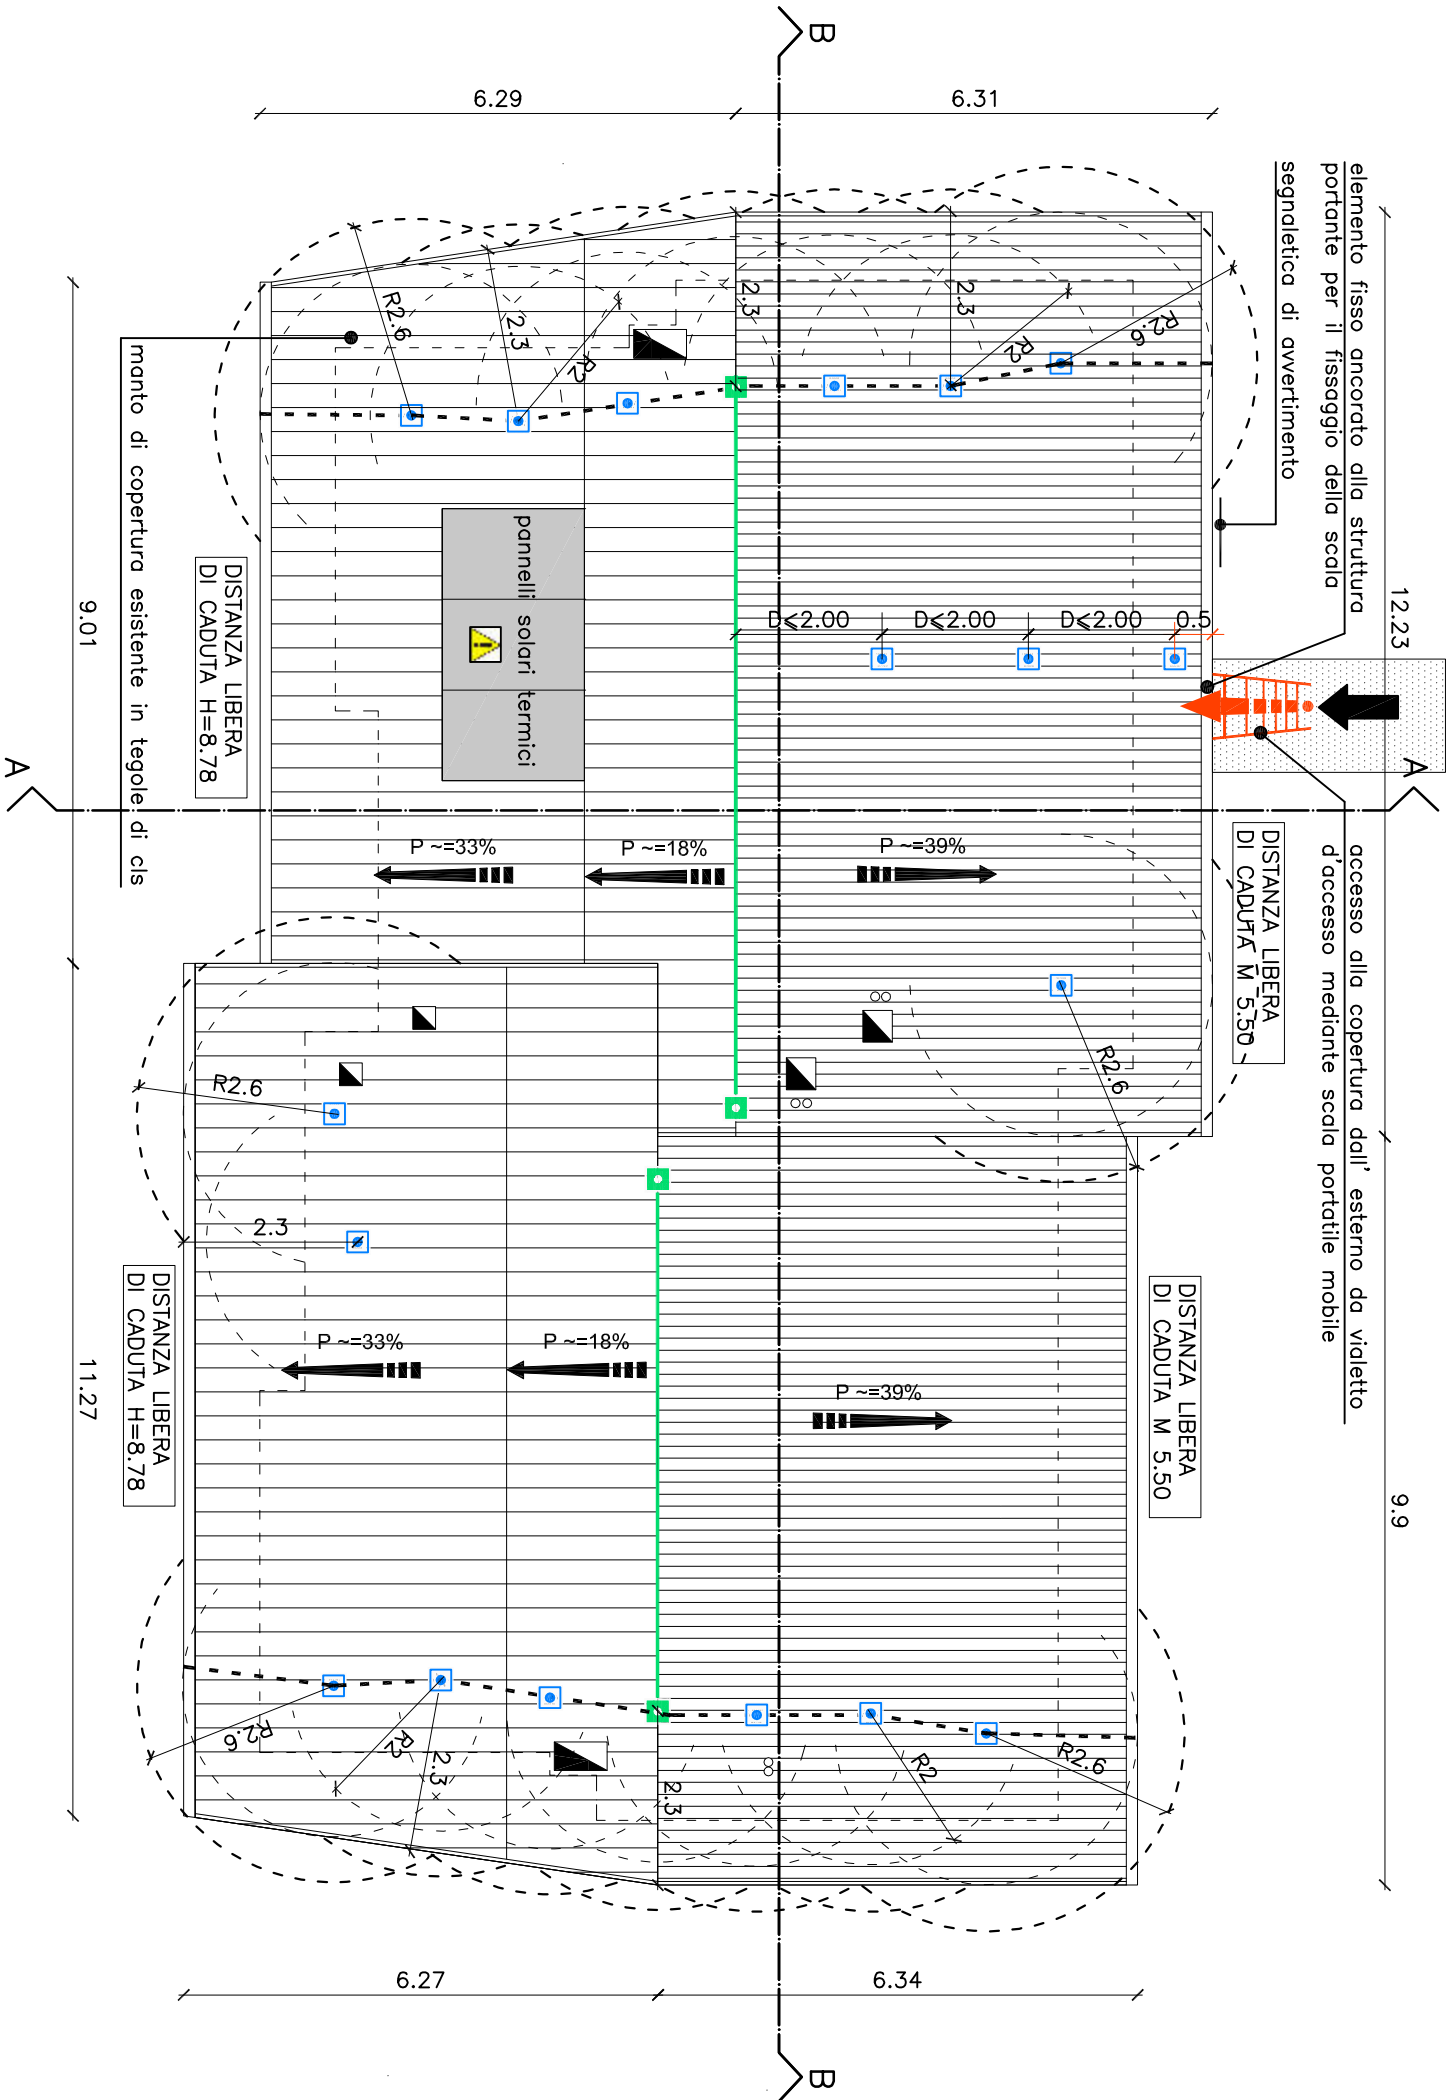 B
6.29
6.31
elemento fisso ancorato alla struttura
portante per il fissaggio della scala
segnaletica di avvertimento
12.23
R2.6
2.3
R2
2.3
2.3
R2
R2.6
manto di copertura esistente in tegole di cls
9.01
DISTANZA LIBERA
DI CADUTA H=8.78
pannelli solari termici
D≤2.00
D≤2.00
D≤2.00
0.5
A
A
P ~=33%
P ~=18%
P ~=39%
DISTANZA LIBERA
DI CADUTA M 5.50
accesso alla copertura dall' esterno da vialetto
d'accesso mediante scala portatile mobile
R2.6
R2.6
2.3
DISTANZA LIBERA
DI CADUTA H=8.78
11.27
P ~=33%
P ~=18%
P ~=39%
DISTANZA LIBERA
DI CADUTA M 5.50
9.9
R2.6
R2
2.3
2.3
R2
R2.6
6.27
6.34
B